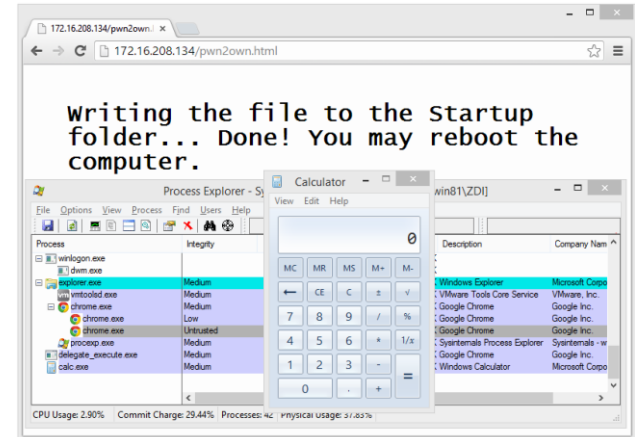 172.16.208.134/pwn2own.
172.16.208.134/pwn2own.html
Writing the file to the Startup
folder... Done! You may reboot the
computer.
Process Explorer - Sy
win81\ZDI]
File Options View Process Find Users Help
Process Integrity Description Company Nam
winlogon.exe
dwm.exe
explorer.exe Medium Windows Explorer Microsoft Corpo
vmtoolsd.exe Medium VMware Tools Core Service VMware, Inc.
chrome.exe Medium Google Chrome Google Inc.
chrome.exe Low Google Chrome Google Inc.
chrome.exe Untrusted Google Chrome Google Inc.
procexp.exe Medium Sysinternals Process Explorer Sysinternals - w
delegate_execute.exe Medium Google Chrome Google Inc.
calc.exe Medium Windows Calculator Microsoft Corpo
CPU Usage: 2.90% Commit Charge: 29.44% Processes: 42 Physical Usage: 37.83%
Calculator
View Edit Help
0
MC MR MS M+ M-
← CE C ± √
7 8 9 / %
4 5 6 * 1/x
1 2 3 - =
0 . +